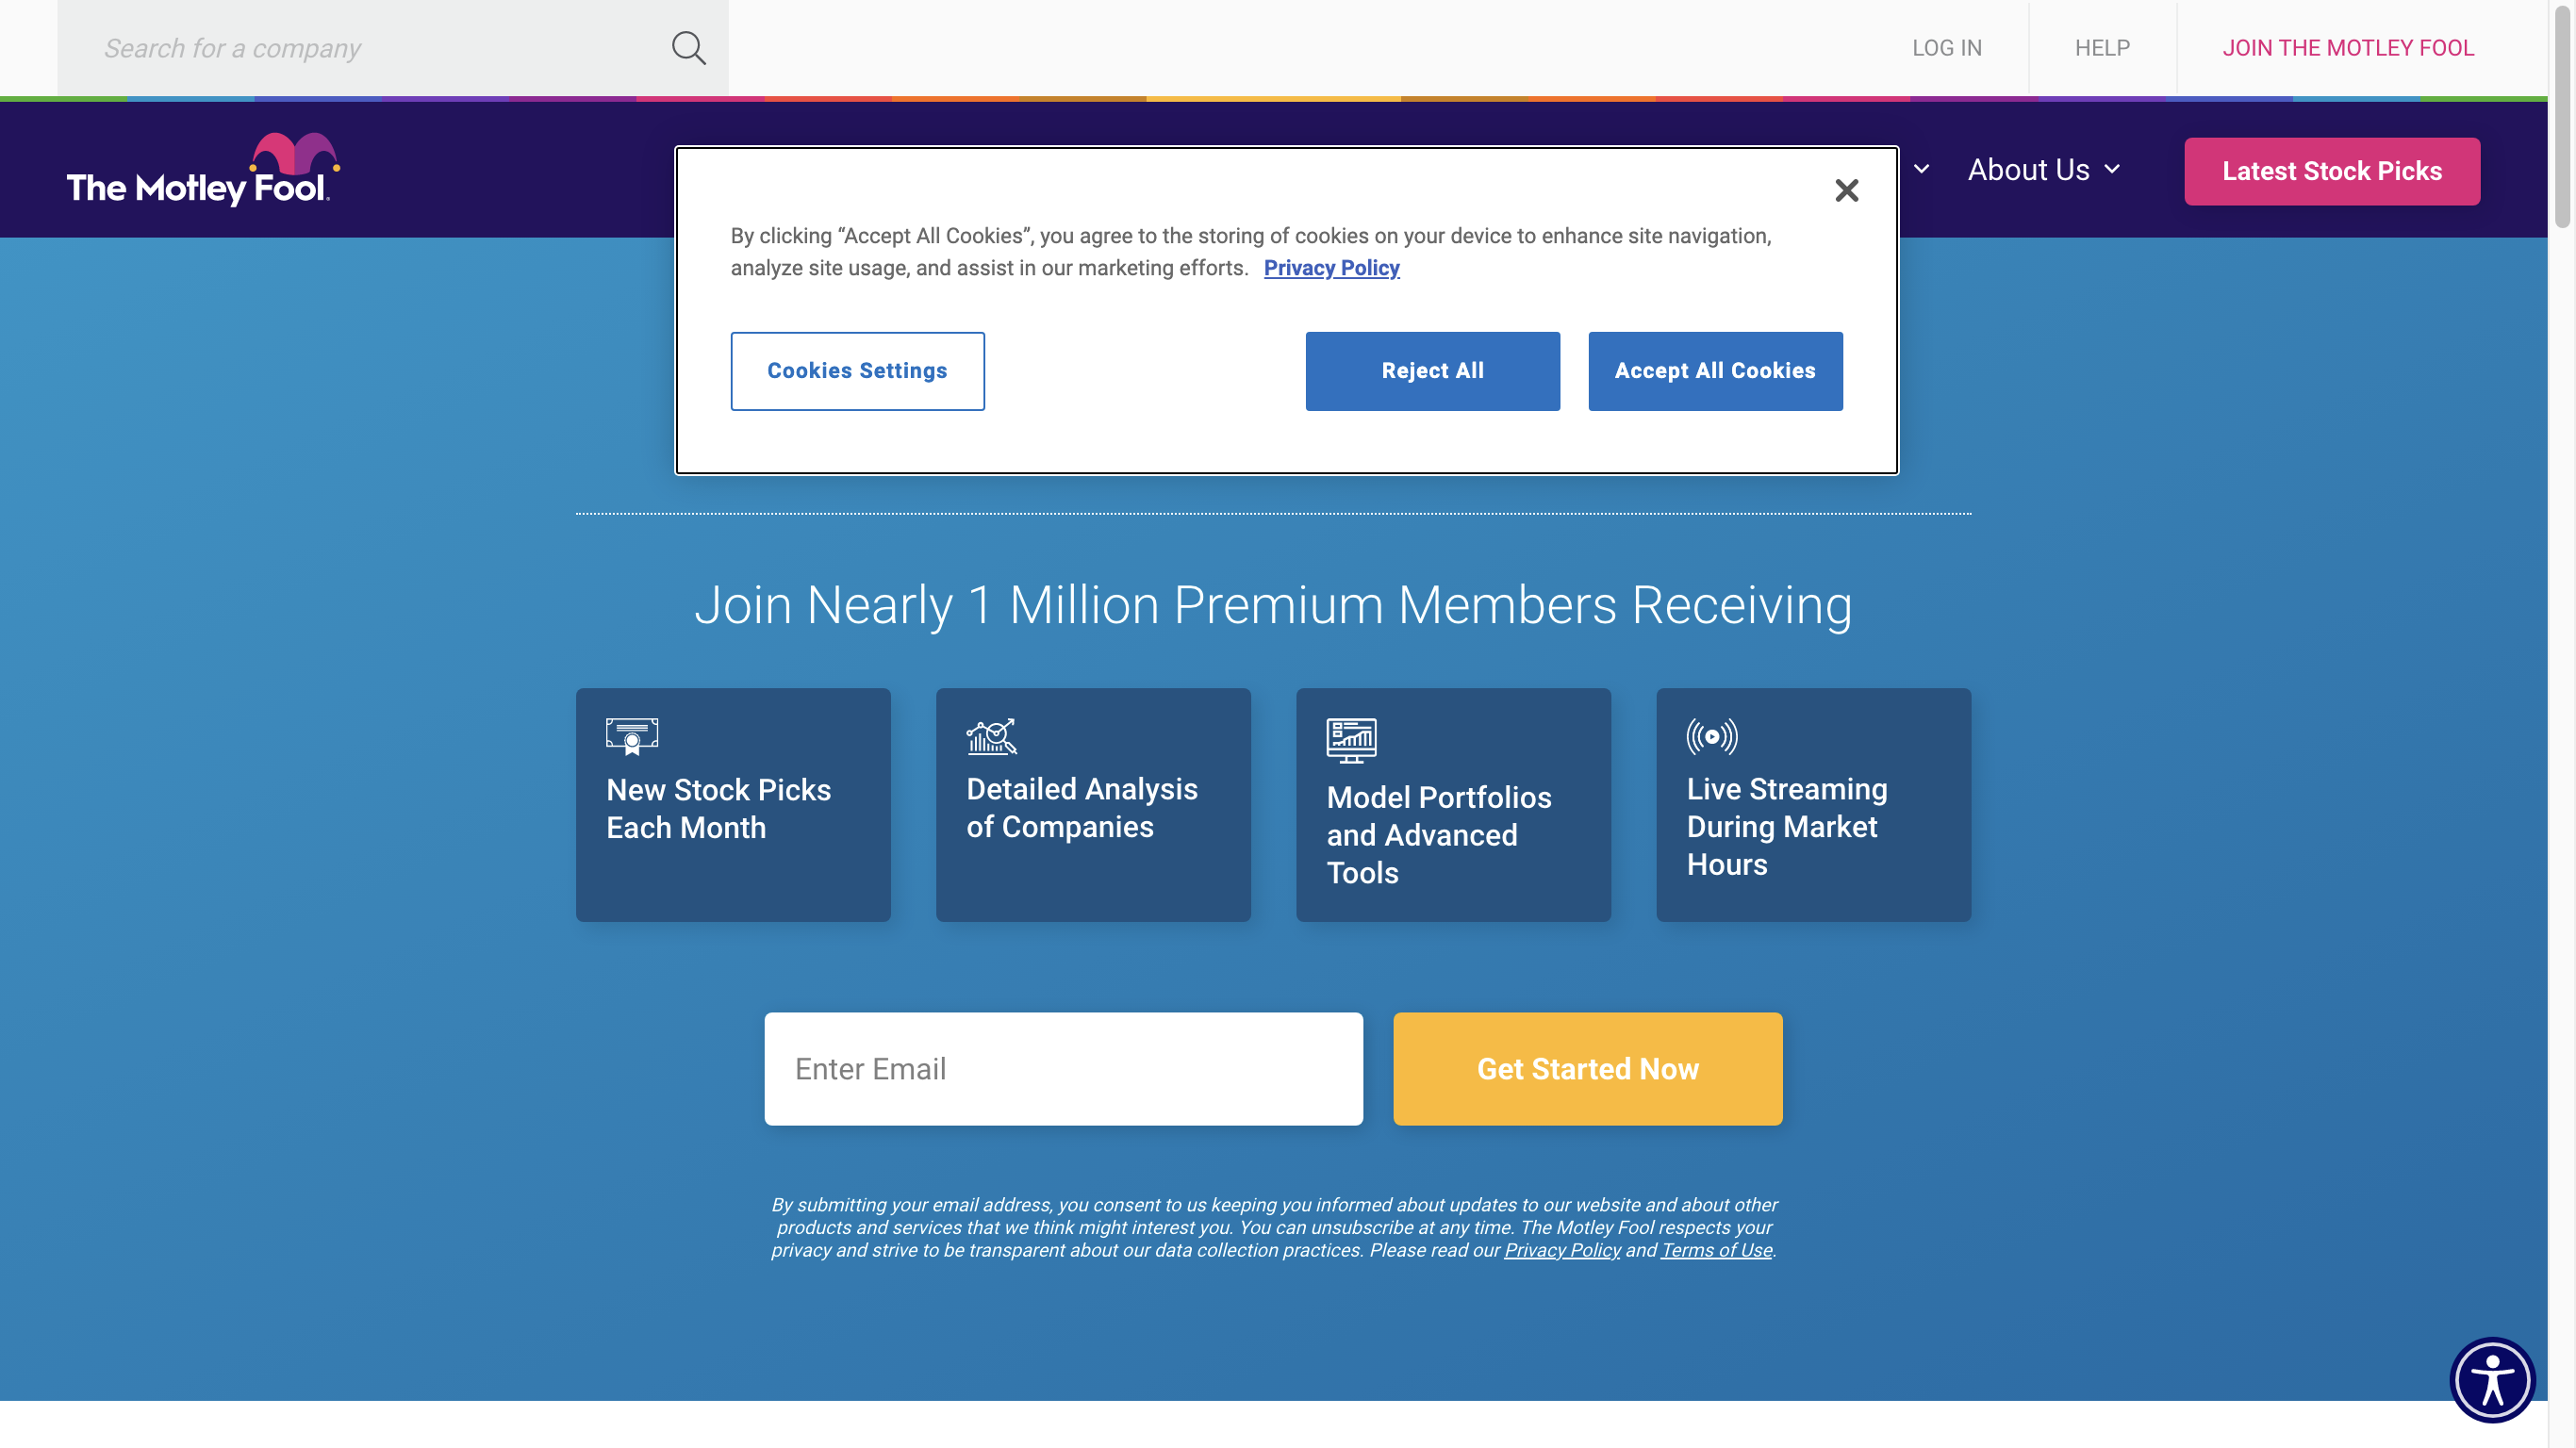 Search for a company
LOG IN
HELP
JOIN THE MOTLEY FOOL
The Motley Fool.
About Us
Latest Stock Picks
By clicking “Accept All Cookies”, you agree to the storing of cookies on your device to enhance site navigation,
analyze site usage, and assist in our marketing efforts. Privacy Policy
Cookies Settings
Reject All
Accept All Cookies
Join Nearly 1 Million Premium Members Receiving
New Stock Picks
Each Month
Detailed Analysis
of Companies
Model Portfolios
and Advanced
Tools
Live Streaming
During Market
Hours
Enter Email
Get Started Now
By submitting your email address, you consent to us keeping you informed about updates to our website and about other
products and services that we think might interest you. You can unsubscribe at any time. The Motley Fool respects your
privacy and strive to be transparent about our data collection practices. Please read our Privacy Policy and Terms of Use.